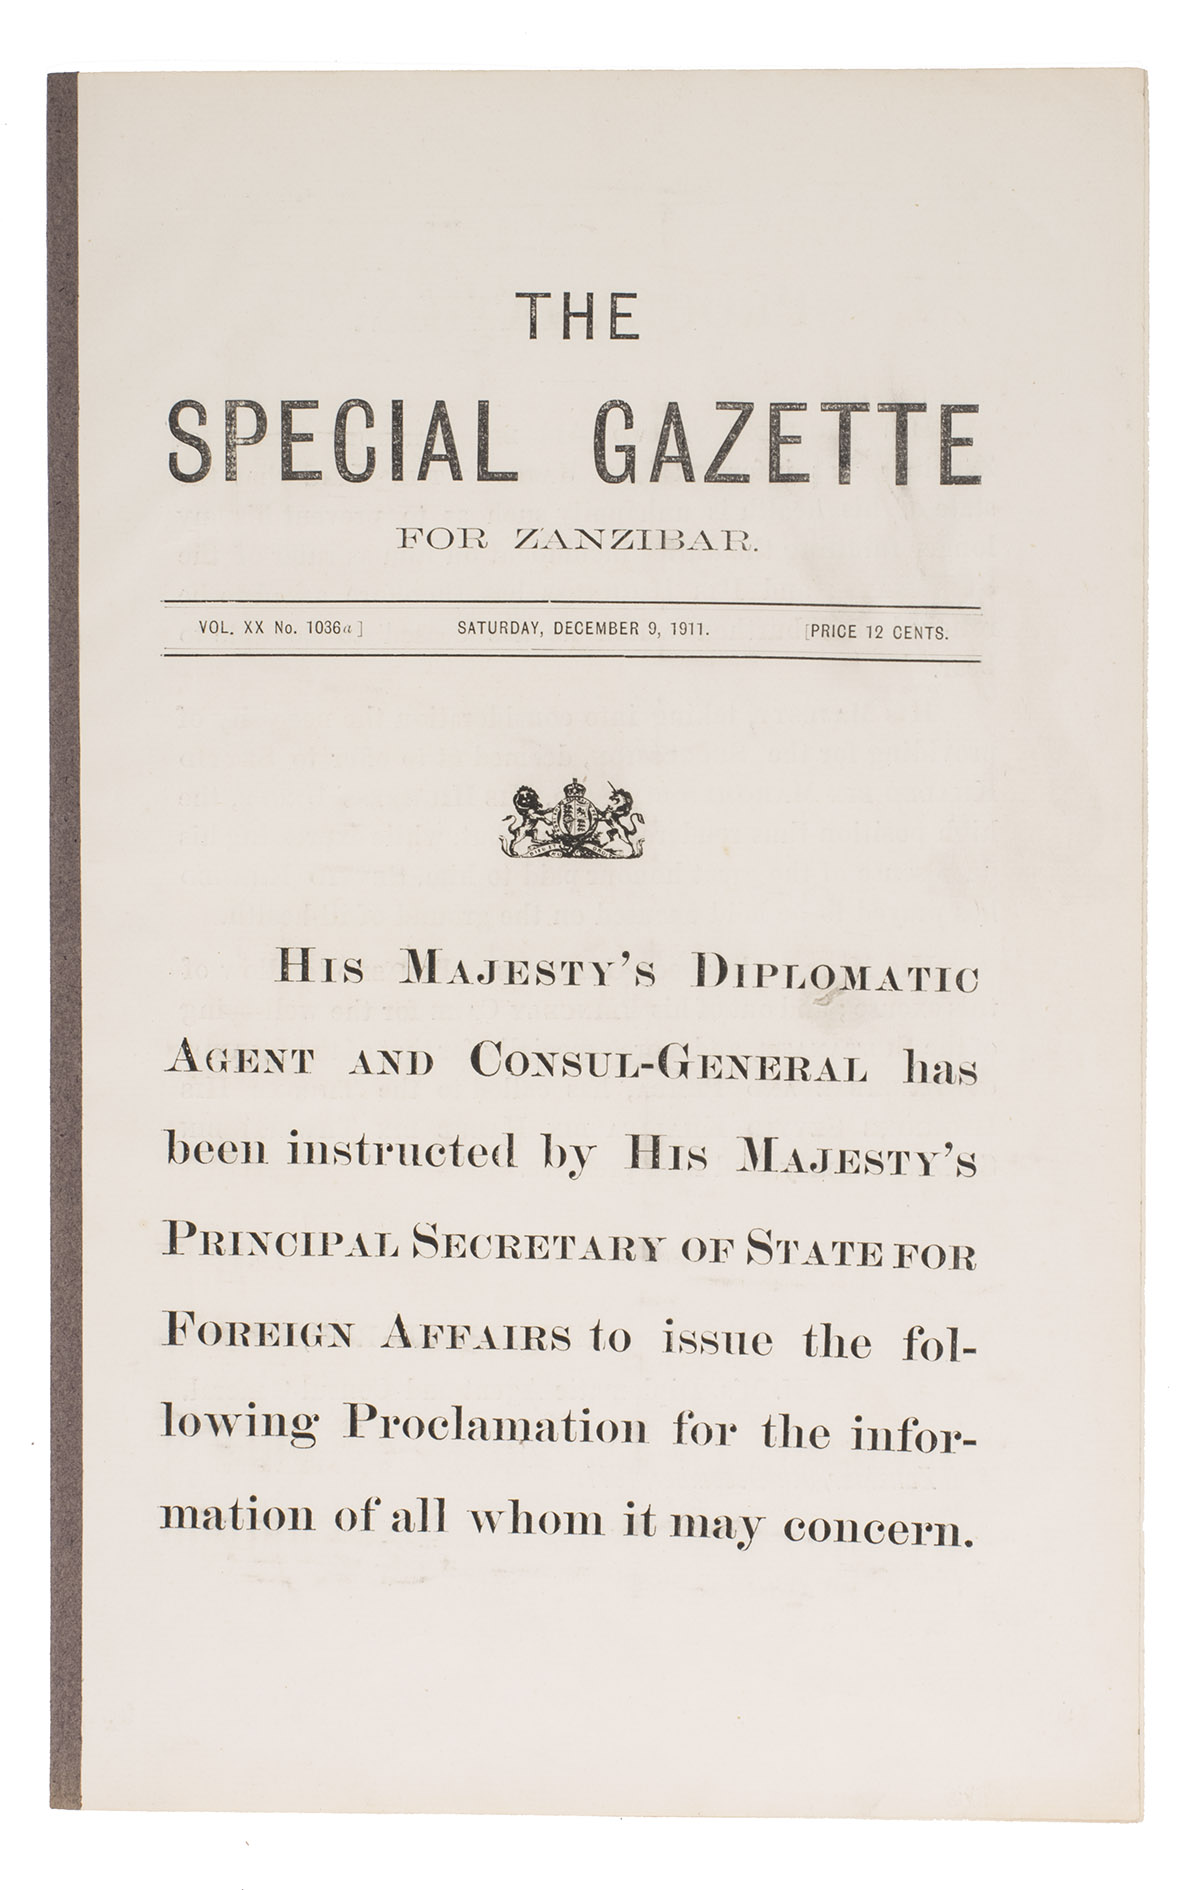 THE
SPECIAL GAZETTE
FOR ZANZIBAR.
VOL. XX No. 1036a ] SATURDAY, DECEMBER 9, 1911. [PRICE 12 CENTS.
HIS MAJESTY'S DIPLOMATIC
AGENT AND CONSUL-GENERAL has
been instructed by HIS MAJESTY'S
PRINCIPAL SECRETARY OF STATE FOR
FOREIGN AFFAIRS to issue the fol-
lowing Proclamation for the infor-
mation of all whom it may concern.